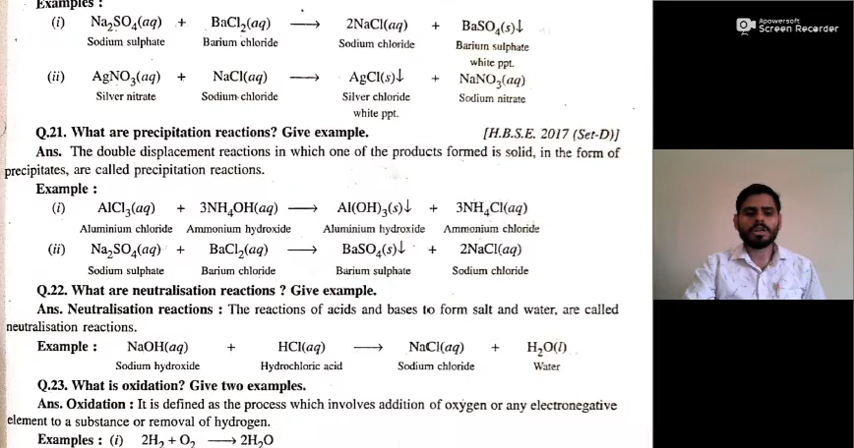 Examples :
(i) Na₂SO₄(aq) + BaCl₂(aq) ⟶ 2NaCl(aq) + BaSO₄(s)↓
Sodium sulphate Barium chloride Sodium chloride Barium sulphate
white ppt.
(ii) AgNO₃(aq) + NaCl(aq) ⟶ AgCl(s)↓ + NaNO₃(aq)
Silver nitrate Sodium chloride Silver chloride Sodium nitrate
white ppt.
Q.21. What are precipitation reactions? Give example. [H.B.S.E. 2017 (Set-D)]
Ans. The double displacement reactions in which one of the products formed is solid, in the form of
precipitates, are called precipitation reactions.
Example :
(i) AlCl₃(aq) + 3NH₄OH(aq) ⟶ Al(OH)₃(s)↓ + 3NH₄Cl(aq)
Aluminium chloride Ammonium hydroxide Aluminium hydroxide Ammonium chloride
(ii) Na₂SO₄(aq) + BaCl₂(aq) ⟶ BaSO₄(s)↓ + 2NaCl(aq)
Sodium sulphate Barium chloride Barium sulphate Sodium chloride
Q.22. What are neutralisation reactions ? Give example.
Ans. Neutralisation reactions : The reactions of acids and bases to form salt and water, are called
neutralisation reactions.
Example : NaOH(aq) + HCl(aq) ⟶ NaCl(aq) + H₂O(l)
Sodium hydroxide Hydrochloric acid Sodium chloride Water
Q.23. What is oxidation? Give two examples.
Ans. Oxidation : It is defined as the process which involves addition of oxygen or any electronegative
element to a substance or removal of hydrogen.
Examples : (i) 2H₂ + O₂ ⟶ 2H₂O
Apowersoft
Screen Recorder